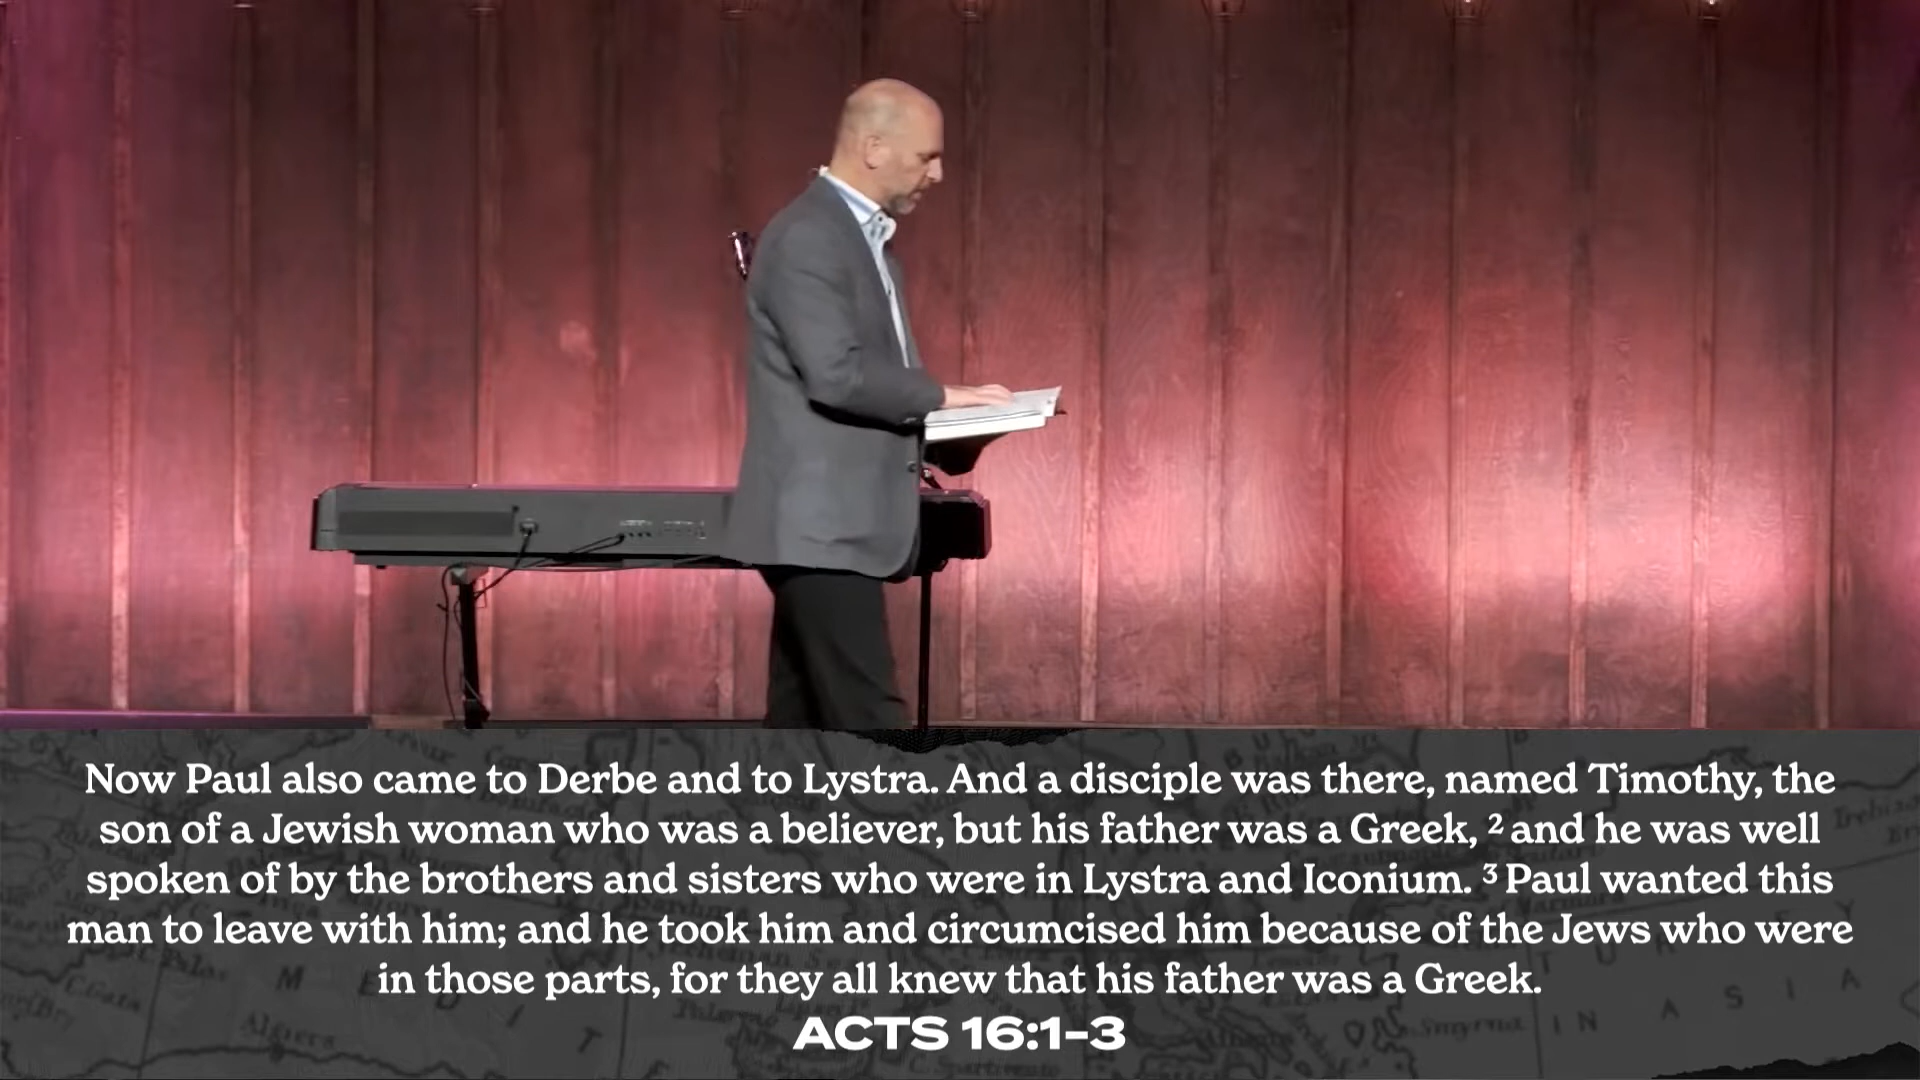 Now Paul also came to Derbe and to Lystra. And a disciple was there, named Timothy, the
son of a Jewish woman who was a believer, but his father was a Greek, ² and he was well
spoken of by the brothers and sisters who were in Lystra and Iconium. ³ Paul wanted this
man to leave with him; and he took him and circumcised him because of the Jews who were
in those parts, for they all knew that his father was a Greek.
ACTS 16:1–3
Algiera
Smyrna
IN ASIA